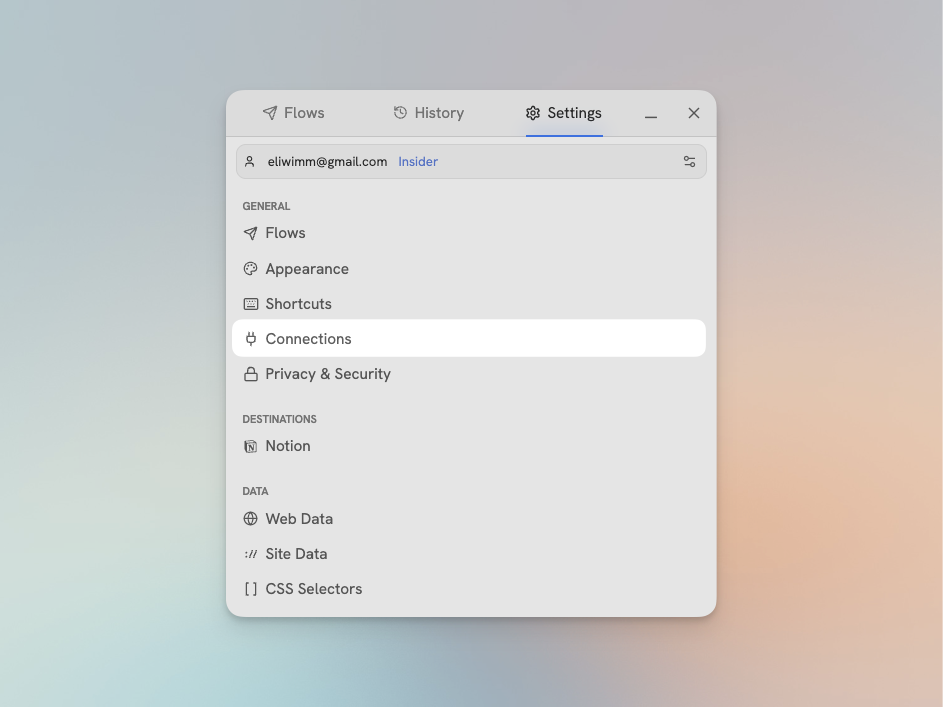 Flows History Settings
eliwimm@gmail.com Insider
GENERAL
Flows
Appearance
Shortcuts
Connections
Privacy & Security
DESTINATIONS
Notion
DATA
Web Data
:// Site Data
[ ] CSS Selectors